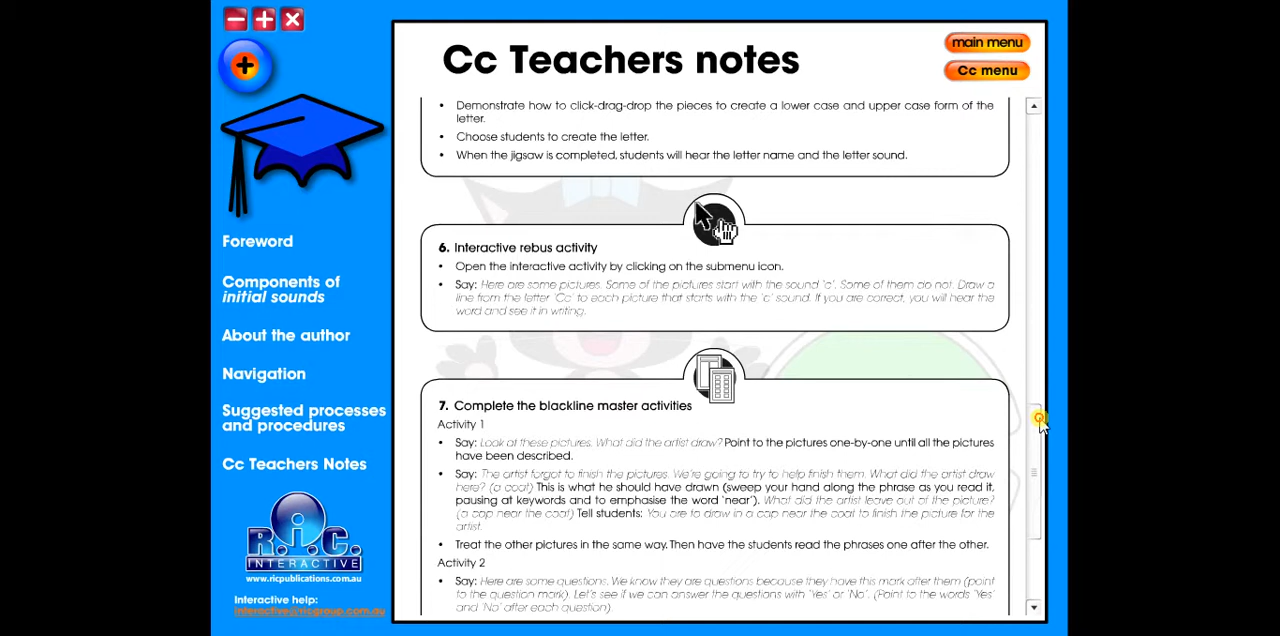 Cc Teachers notes
main menu
Cc menu
Foreword
Components of
initial sounds
About the author
Navigation
Suggested processes
and procedures
Cc Teachers Notes
R.I.C.
INTERACTIVE
www.ricpublications.com.au
Interactive help:
interactive@ricgroup.com.au
• Demonstrate how to click-drag-drop the pieces to create a lower case and upper case form of the
letter.
• Choose students to create the letter.
• When the jigsaw is completed, students will hear the letter name and the letter sound.
6. Interactive rebus activity
• Open the interactive activity by clicking on the submenu icon.
• Say: Here are some pictures. Some of the pictures start with the sound 'c'. Some of them do not. Draw a
line from the letter 'Cc' to each picture that starts with the 'c' sound. If you are correct, you will hear the
word and see it in writing.
7. Complete the blackline master activities
Activity 1
• Say: Look at these pictures. What did the artist draw? Point to the pictures one-by-one until all the pictures
have been described.
• Say: The artist forgot to finish the pictures. We're going to try to help finish them. What did the artist draw
here? (a coat) This is what he should have drawn (sweep your hand along the phrase as you read it,
pausing at keywords and to emphasise the word 'near'). What did the artist leave out of the picture?
(a cap near the coat) Tell students: You are to draw in a cap near the coat to finish the picture for the
artist.
• Treat the other pictures in the same way. Then have the students read the phrases one after the other.
Activity 2
• Say: Here are some questions. We know they are questions because they have this mark after them (point
to the question mark). Let's see if we can answer the questions with 'Yes' or 'No'. (Point to the words 'Yes'
and 'No' after each question).